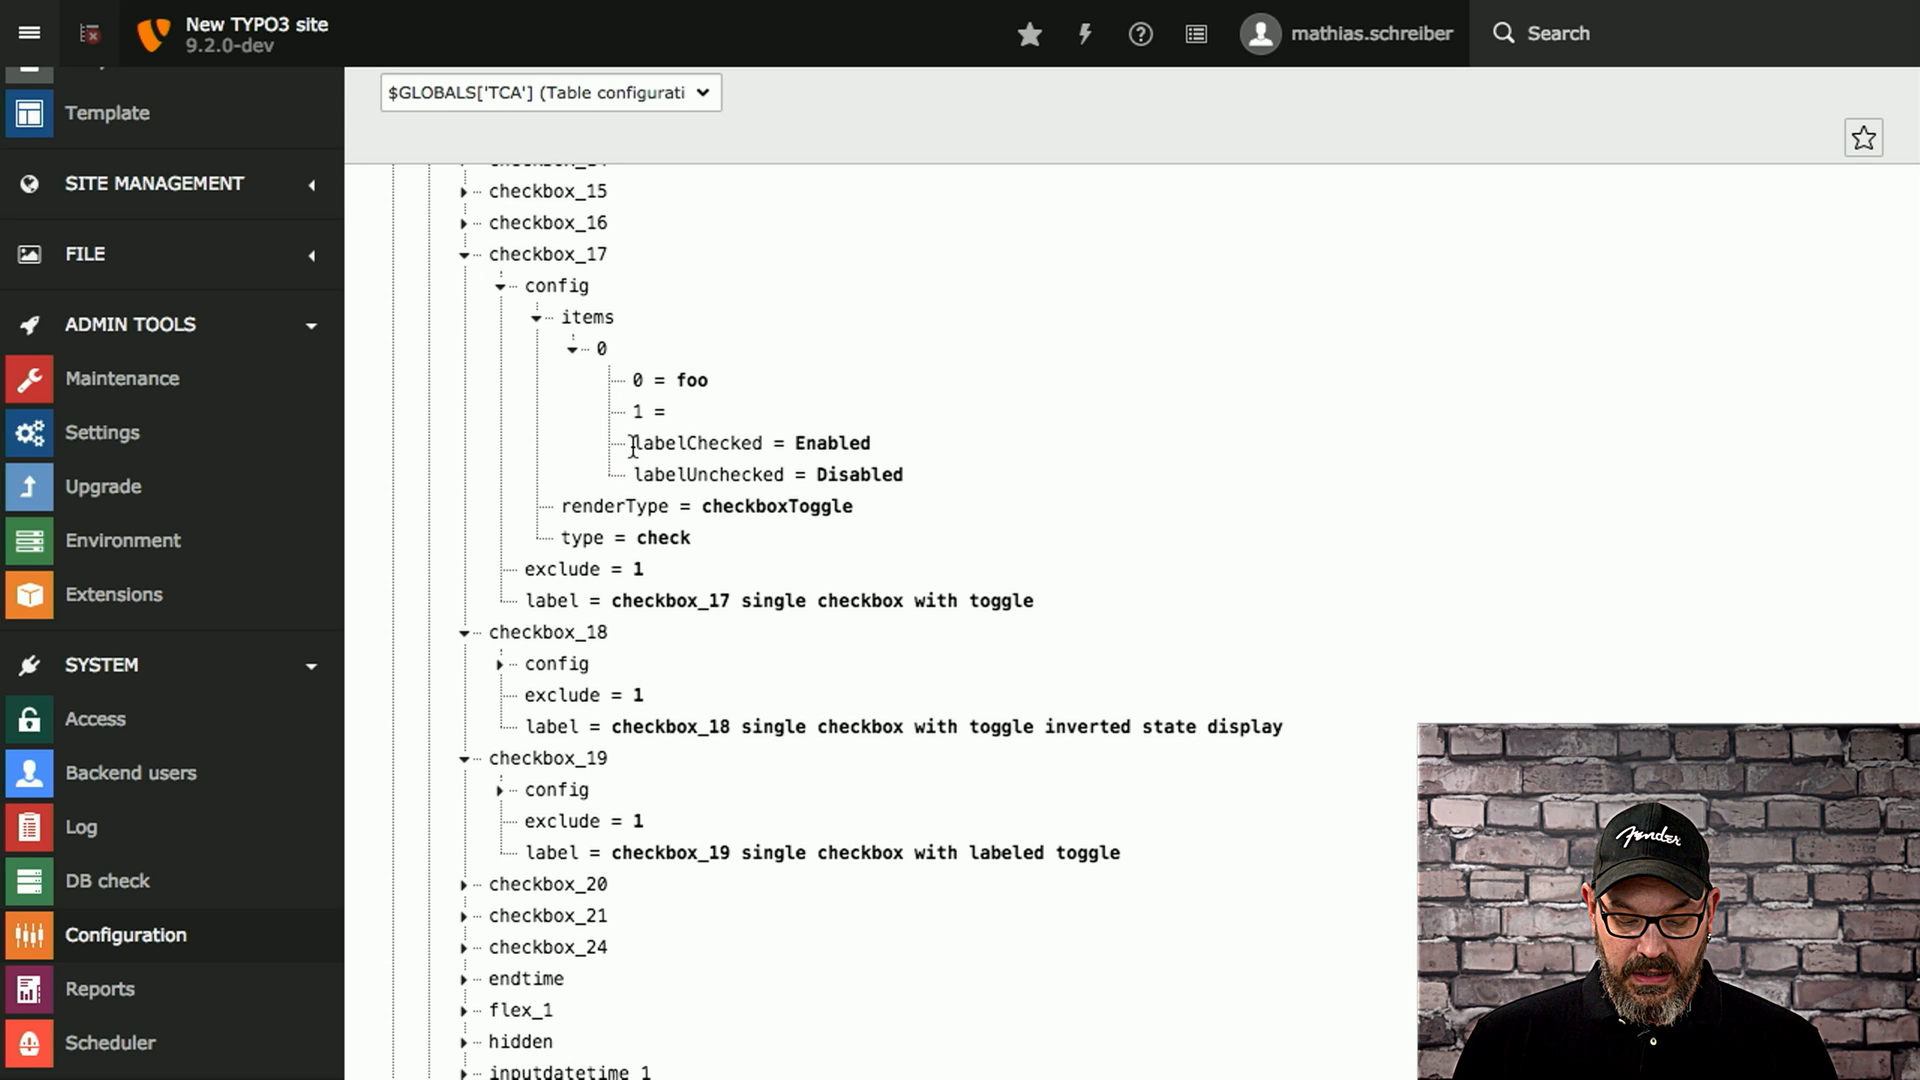 New TYPO3 site
9.2.0-dev
mathias.schreiber
Search
Template
SITE MANAGEMENT
FILE
ADMIN TOOLS
Maintenance
Settings
Upgrade
Environment
Extensions
SYSTEM
Access
Backend users
Log
DB check
Configuration
Reports
Scheduler
$GLOBALS['TCA'] (Table configurati
checkbox_15
checkbox_16
checkbox_17
config
items
0
0 = foo
1 =
labelChecked = Enabled
labelUnchecked = Disabled
renderType = checkboxToggle
type = check
exclude = 1
label = checkbox_17 single checkbox with toggle
checkbox_18
config
exclude = 1
label = checkbox_18 single checkbox with toggle inverted state display
checkbox_19
config
exclude = 1
label = checkbox_19 single checkbox with labeled toggle
checkbox_20
checkbox_21
checkbox_24
endtime
flex_1
hidden
inputdatetime_1
Fender